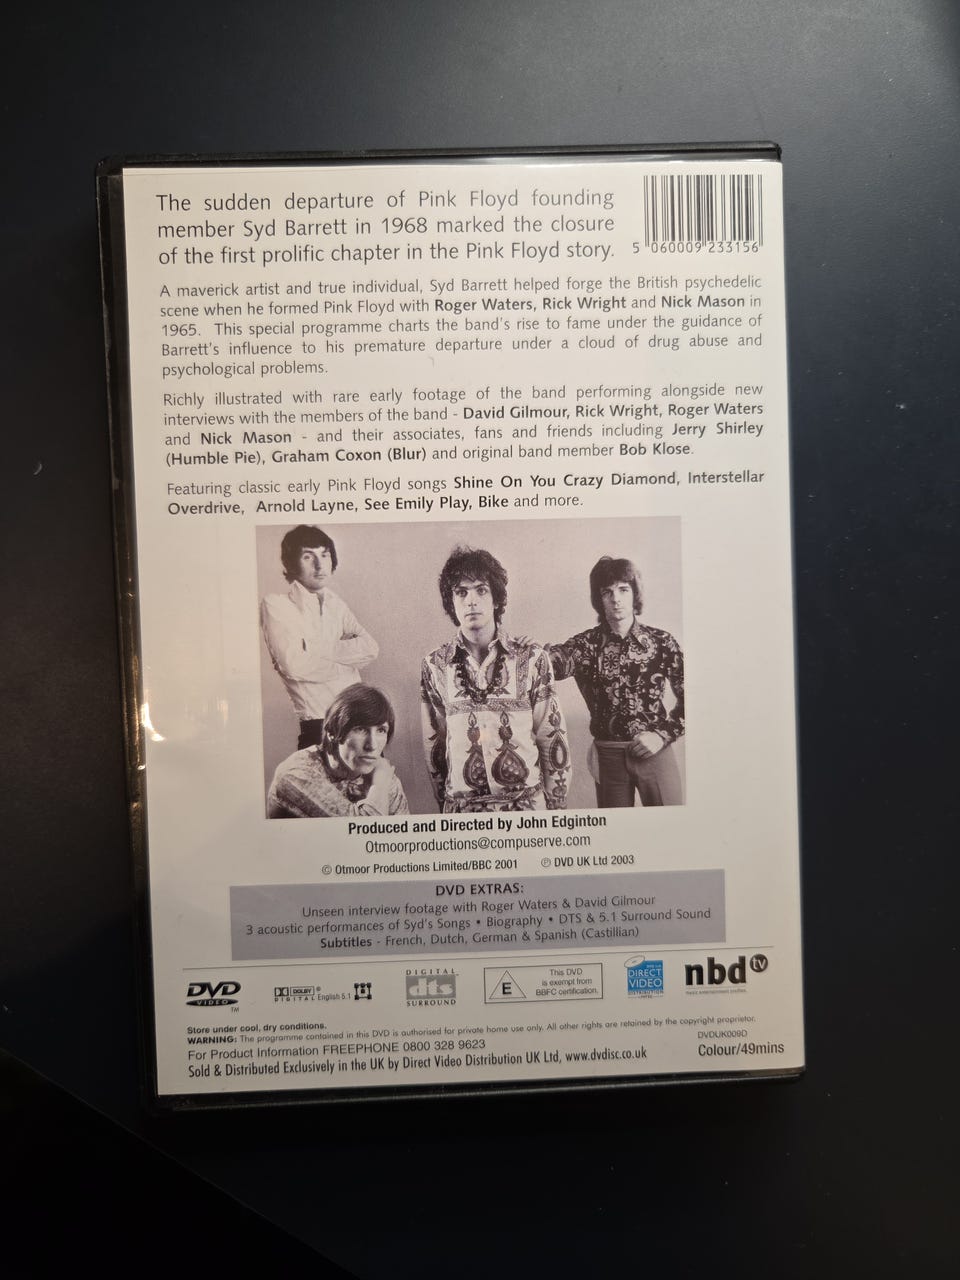 The sudden departure of Pink Floyd founding
member Syd Barrett in 1968 marked the closure
of the first prolific chapter in the Pink Floyd story.
5 060009 233156
A maverick artist and true individual, Syd Barrett helped forge the British psychedelic
scene when he formed Pink Floyd with Roger Waters, Rick Wright and Nick Mason in
1965. This special programme charts the band's rise to fame under the guidance of
Barrett's influence to his premature departure under a cloud of drug abuse and
psychological problems.
Richly illustrated with rare early footage of the band performing alongside new
interviews with the members of the band - David Gilmour, Rick Wright, Roger Waters
and Nick Mason - and their associates, fans and friends including Jerry Shirley
(Humble Pie), Graham Coxon (Blur) and original band member Bob Klose.
Featuring classic early Pink Floyd songs Shine On You Crazy Diamond, Interstellar
Overdrive, Arnold Layne, See Emily Play, Bike and more.
Produced and Directed by John Edginton
Otmoorproductions@compuserve.com
© Otmoor Productions Limited/BBC 2001 ℗ DVD UK Ltd 2003
DVD EXTRAS:
Unseen interview footage with Roger Waters & David Gilmour
3 acoustic performances of Syd's Songs • Biography • DTS & 5.1 Surround Sound
Subtitles - French, Dutch, German & Spanish (Castillian)
DVD
VIDEO
TM
DOLBY
DIGITAL English 5.1
DIGITAL
dts
SURROUND
E
This DVD
is exempt from
BBFC certification.
DIRECT
VIDEO
DISTRIBUTION
nbd tv
music entertainment profiles
Store under cool, dry conditions.
WARNING: The programme contained in this DVD is authorised for private home use only. All other rights are retained by the copyright proprietor.
For Product Information FREEPHONE 0800 328 9623
DVDUK009D
Sold & Distributed Exclusively in the UK by Direct Video Distribution UK Ltd, www.dvdisc.co.uk
Colour/49mins